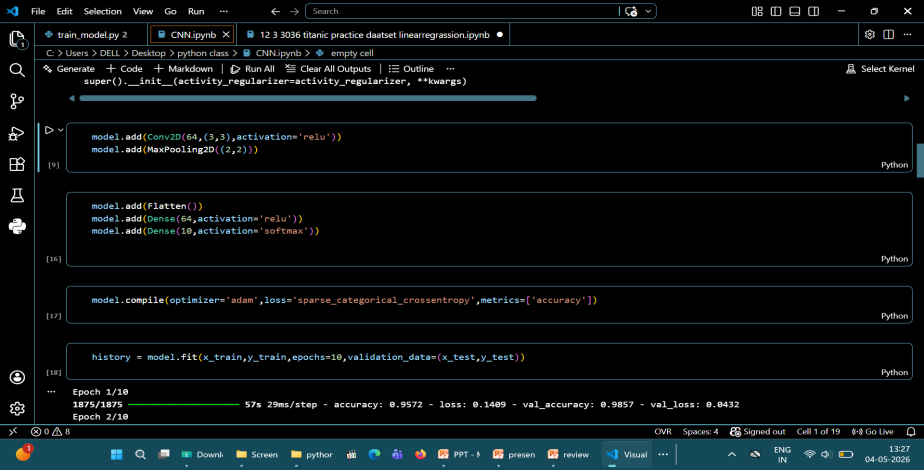 File Edit Selection View Go Run ··· Search
train_model.py 2 CNN.ipynb 12 3 3036 titanic practice daatset linearregrassion.ipynb
C: > Users > DELL > Desktop > python class > CNN.ipynb > empty cell
Generate + Code + Markdown Run All Clear All Outputs Outline ··· Select Kernel
super().__init__(activity_regularizer=activity_regularizer, **kwargs)
model.add(Conv2D(64,(3,3),activation='relu'))
model.add(MaxPooling2D((2,2)))
[9] Python
model.add(Flatten())
model.add(Dense(64,activation='relu'))
model.add(Dense(10,activation='softmax'))
[16] Python
model.compile(optimizer='adam',loss='sparse_categorical_crossentropy',metrics=['accuracy'])
[17] Python
history = model.fit(x_train,y_train,epochs=10,validation_data=(x_test,y_test))
[18] Python
··· Epoch 1/10
1875/1875 57s 29ms/step - accuracy: 0.9572 - loss: 0.1409 - val_accuracy: 0.9857 - val_loss: 0.0432
Epoch 2/10
0 8 OVR Spaces: 4 Signed out Cell 1 of 19 Go Live
1 Downl Screen pythor PPT - M presen review Visual ··· ENG 13:27
IN 04-05-2026